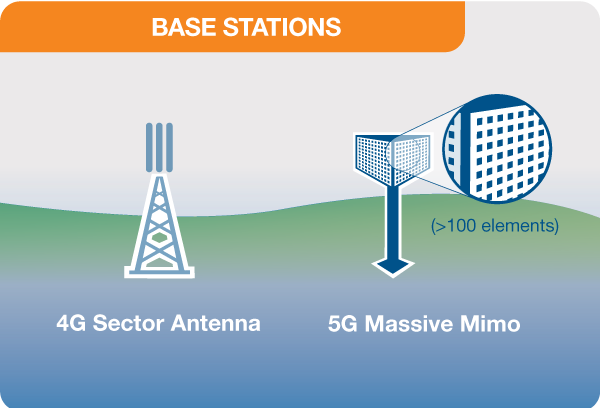 BASE STATIONS
(>100 elements)
4G Sector Antenna
5G Massive Mimo